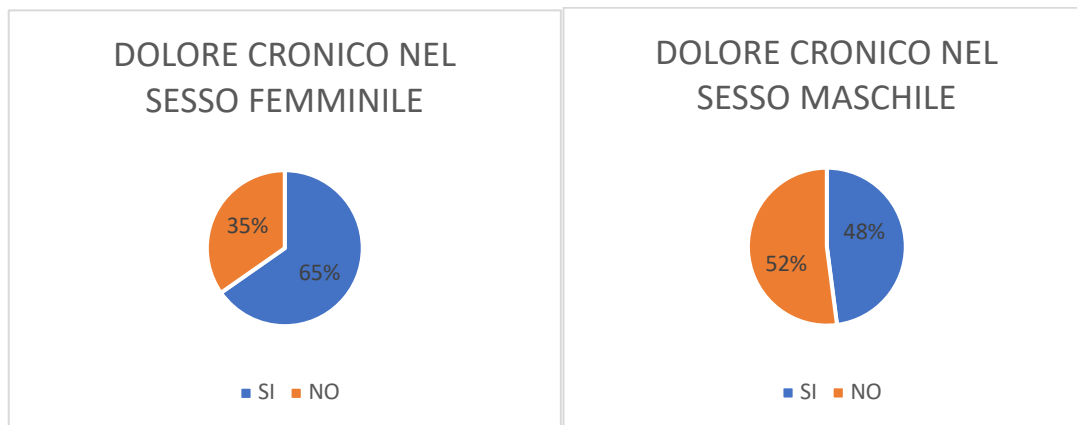 DOLORE CRONICO NEL
SESSO FEMMINILE
35%
65%
SI NO
DOLORE CRONICO NEL
SESSO MASCHILE
48%
52%
SI NO